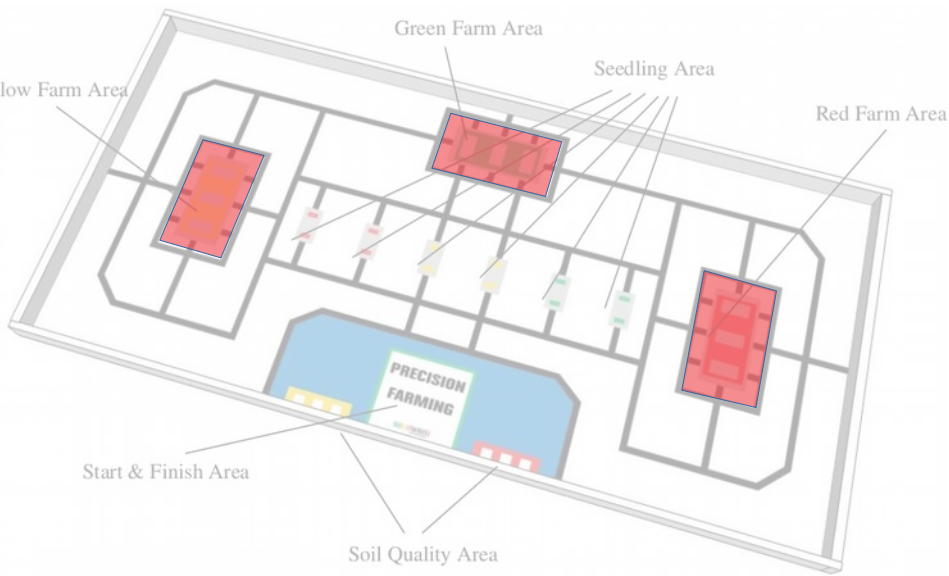 Green Farm Area
Seedling Area
low Farm Area
Red Farm Area
PRECISION
FARMING
Start & Finish Area
Soil Quality Area